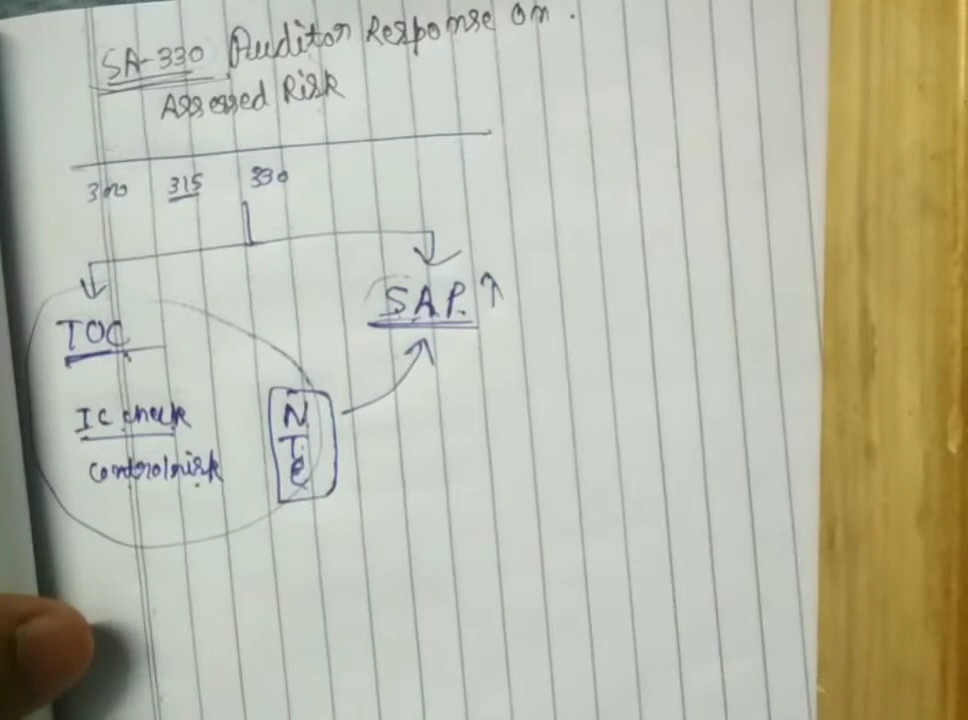 SA-330 Auditor Response on.
Assessed Risk
300 315 330
TOC
SAP. ↑
IC check
control risk
N
T
E